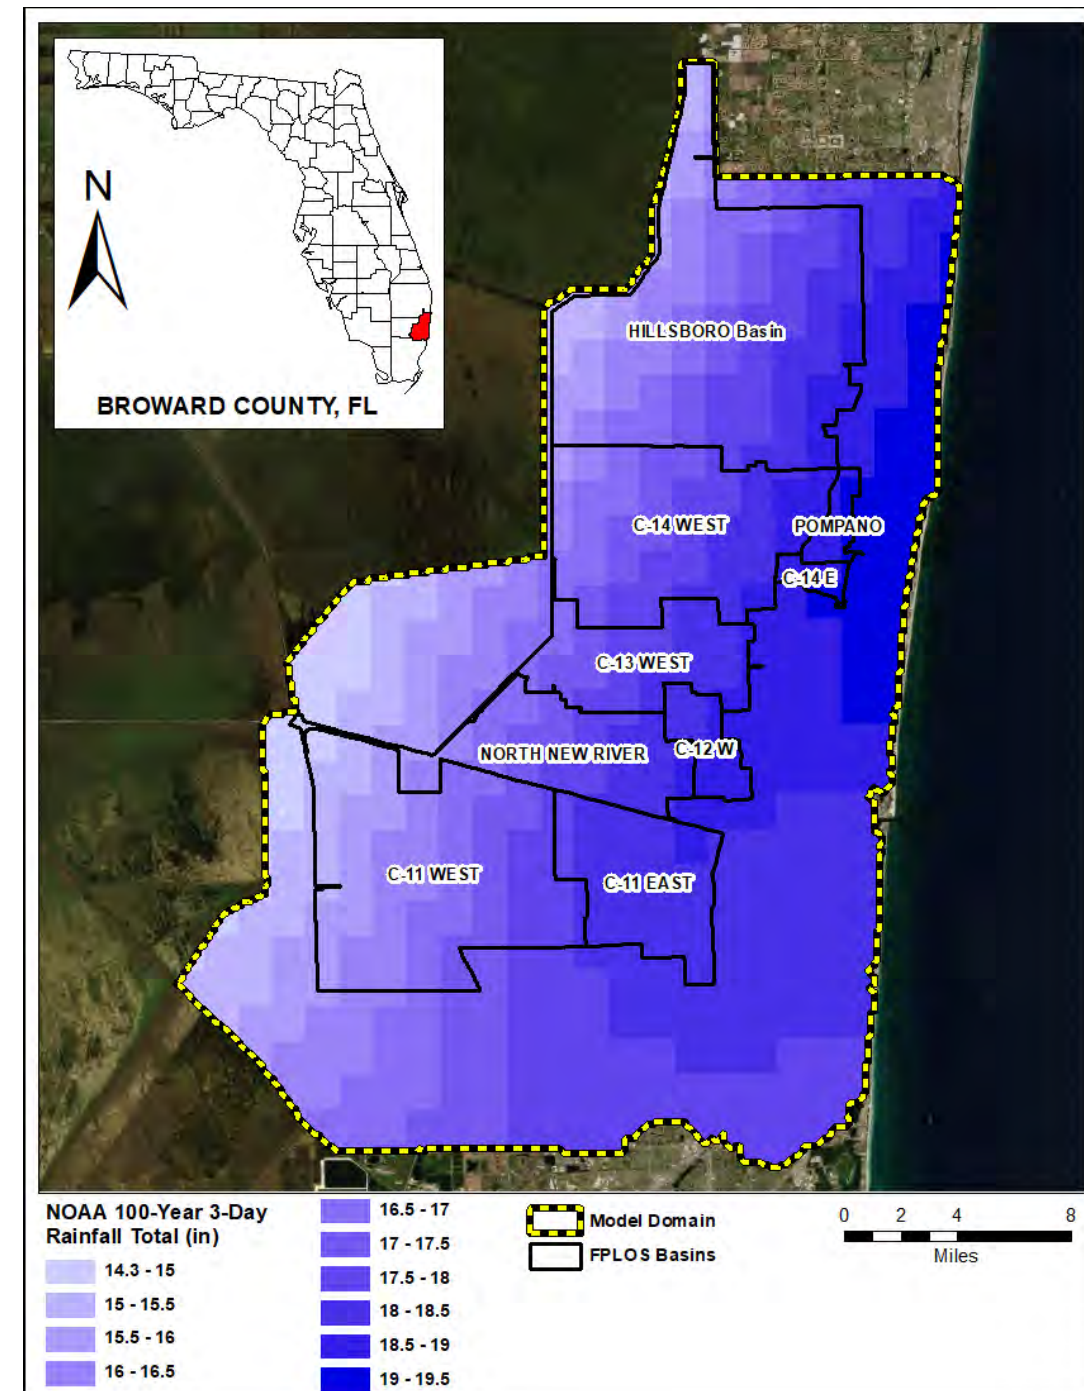 N
BROWARD COUNTY, FL
HILLSBORO Basin
C-14 WEST
POMPANO
C-14 E
C-13 WEST
NORTH NEW RIVER
C-12 W
C-11 WEST
C-11 EAST
NOAA 100-Year 3-Day
Rainfall Total (in)
14.3 - 15
15 - 15.5
15.5 - 16
16 - 16.5
16.5 - 17
17 - 17.5
17.5 - 18
18 - 18.5
18.5 - 19
19 - 19.5
Model Domain
FPLOS Basins
0 2 4 8
Miles